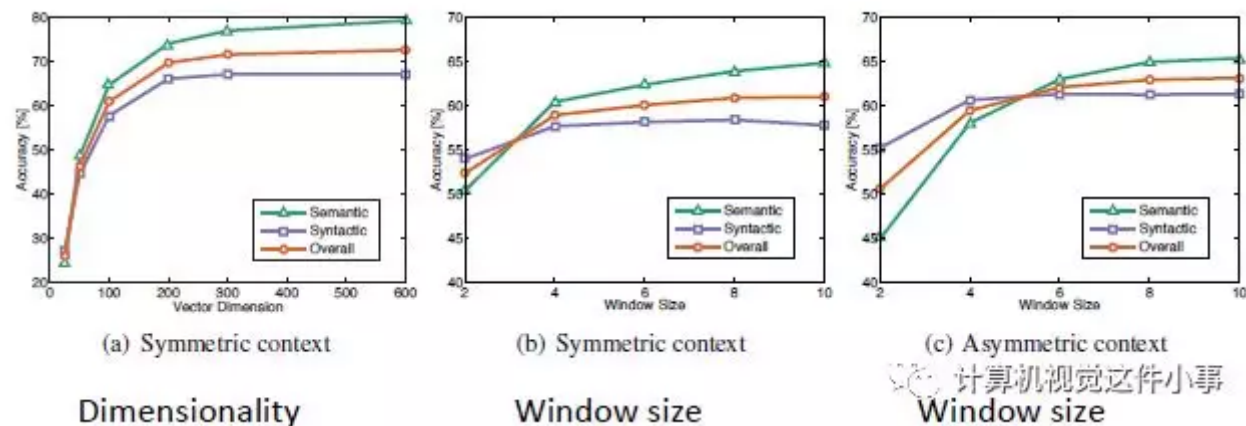 80
70
60
50
40
30
20
Accuracy [%]
0 100 200 300 400 500 600
Vector Dimension
Semantic
Syntactic
Overall
(a) Symmetric context
Dimensionality
70
65
60
55
50
45
40
Accuracy [%]
2 4 6 8 10
Window Size
Semantic
Syntactic
Overall
(b) Symmetric context
Window size
70
65
60
55
50
45
40
Accuracy [%]
2 4 6 8 10
Window Size
Semantic
Syntactic
Overall
(c) Asymmetric context
计算机视觉这件小事
Window size